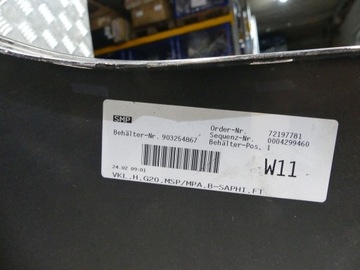 SMP
Order-Nr. 72197781
Behälter-Nr. 903254867 Sequenz-Nr. 0004299460
Behälter-Pos. 1
24.02 09:01
W11
VKL.H.G20.MSP/MPA.B-SAPHI.FT